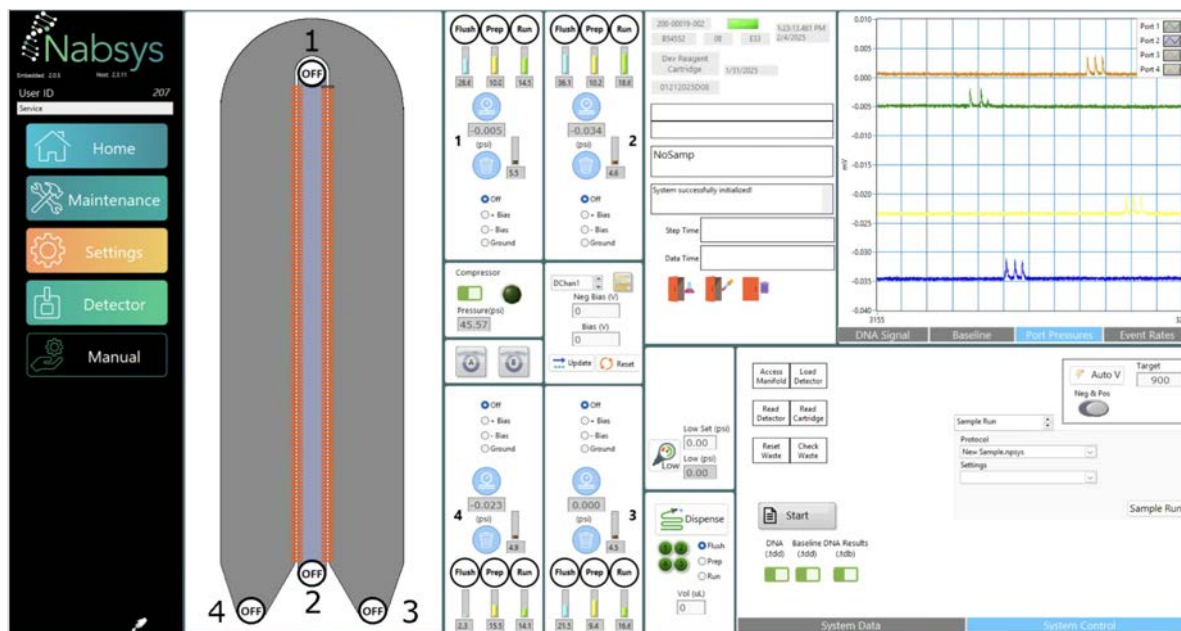 Nabsys
Embedded: 2.0.5 Host: 2.3.11
User ID 207
Service
Home
Maintenance
Settings
Detector
Manual
1
OFF
OFF
2
4
OFF
OFF
3
Flush Prep Run
28.6 10.0 14.5
-0.005
(psi)
1
5.5
Off
+ Bias
- Bias
Ground
Flush Prep Run
36.1 10.2 18.6
-0.034
(psi)
2
4.6
Off
+ Bias
- Bias
Ground
Compressor
Pressure(psi)
45.57
A B
DChan1
Neg Bias (V)
0
Bias (V)
0
Update Reset
Off
+ Bias
- Bias
Ground
-0.023
(psi)
4
4.9
Flush Prep Run
2.3 15.5 14.1
Off
+ Bias
- Bias
Ground
0.000
(psi)
3
4.5
Flush Prep Run
21.5 9.4 16.6
200-00019-002
BS4552 08 E33
2/4/2025
Dev Reagent
Cartridge
1/31/2025
01212025D08
NoSamp
System successfully initialized!
Step Time
Data Time
Low Set (psi)
0.00
Low
Low (psi)
0.00
Dispense
Flush
Prep
Run
Vol (uL)
0
0.010
0.005
0.000
-0.005
-0.010
-0.015
-0.020
-0.025
-0.030
-0.035
-0.040
mV
3155
Port 1
Port 2
Port 3
Port 4
DNA Signal Baseline Port Pressures Event Rates
Access
Manifold
Load
Detector
Read
Detector
Read
Cartridge
Reset
Waste
Check
Waste
Auto V
Target
900
Neg & Pos
Sample Run
Protocol
New Sample.npsys
Settings
Sample Run
Start
DNA
(.tdd)
Baseline
(.tdd)
DNA Results
(.tdb)
System Data System Control